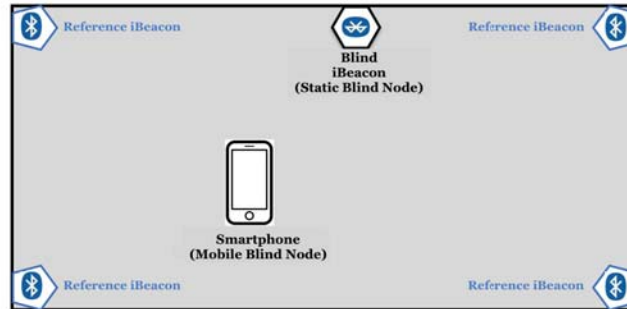 Reference iBeacon
Reference iBeacon
Blind
iBeacon
(Static Blind Node)
Smartphone
(Mobile Blind Node)
Reference iBeacon
Reference iBeacon